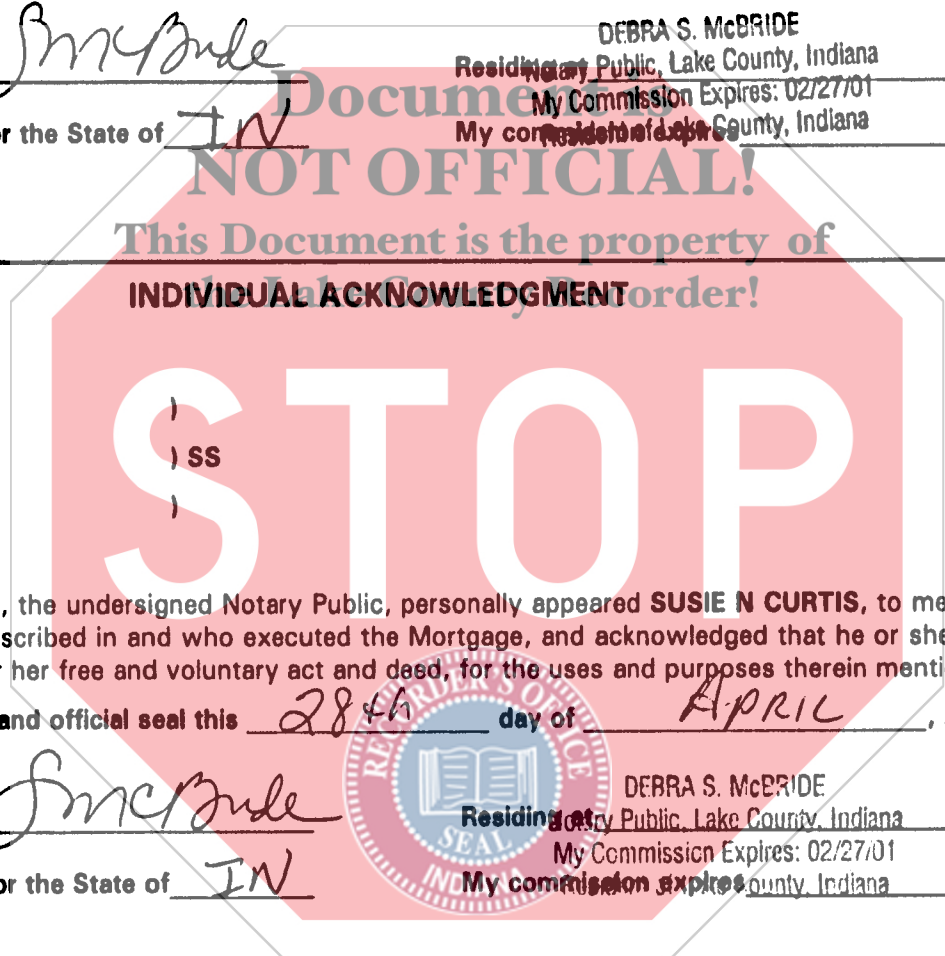 SMcBride
DEBRA S. McBRIDE
Residing at Notary Public, Lake County, Indiana
My Commission Expires: 02/27/01
or the State of IN
My commission expires Resident of Lake County, Indiana
Document is
NOT OFFICIAL!
This Document is the property of
the Lake County Recorder!
INDIVIDUAL ACKNOWLEDGMENT
)
) SS
)
STOP
, the undersigned Notary Public, personally appeared SUSIE N CURTIS, to me
scribed in and who executed the Mortgage, and acknowledged that he or she
her free and voluntary act and deed, for the uses and purposes therein menti
and official seal this 28th day of APRIL ,
RECORDER'S OFFICE
SEAL
INDIANA
SMcBride
DEBRA S. McBRIDE
Residing at Notary Public, Lake County, Indiana
My Commission Expires: 02/27/01
or the State of IN
My commission expires County, Indiana